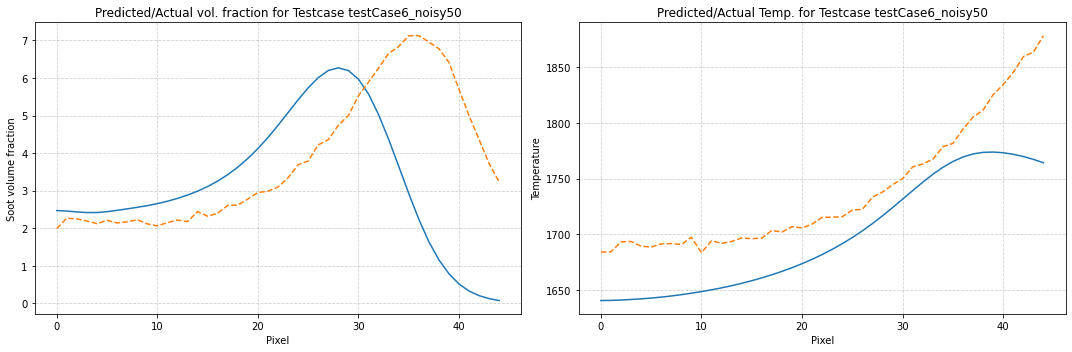 Predicted/Actual vol. fraction for Testcase testCase6_noisy50
7
6
5
4
3
2
1
0
Soot volume fraction
0 10 20 30 40
Pixel
Predicted/Actual Temp. for Testcase testCase6_noisy50
1850
1800
1750
1700
1650
Temperature
0 10 20 30 40
Pixel